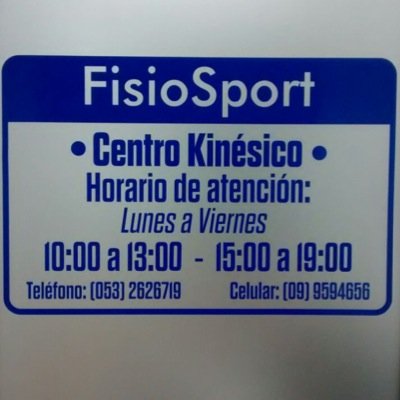 FisioSport
• Centro Kinésico •
Horario de atención:
Lunes a Viernes
10:00 a 13:00 - 15:00 a 19:00
Teléfono: (053) 2626719 Celular: (09) 9594656